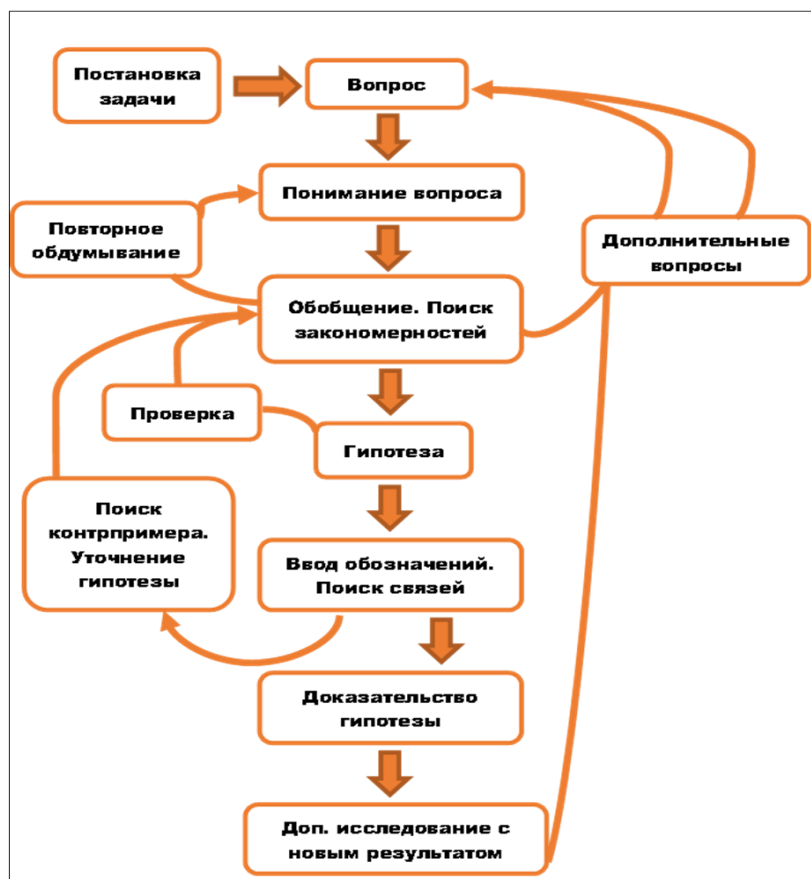 Постановка
задачи
Вопрос
Понимание вопроса
Повторное
обдумывание
Дополнительные
вопросы
Обобщение. Поиск
закономерностей
Проверка
Гипотеза
Поиск
контрпримера.
Уточнение
гипотезы
Ввод обозначений.
Поиск связей
Доказательство
гипотезы
Доп. исследование с
новым результатом